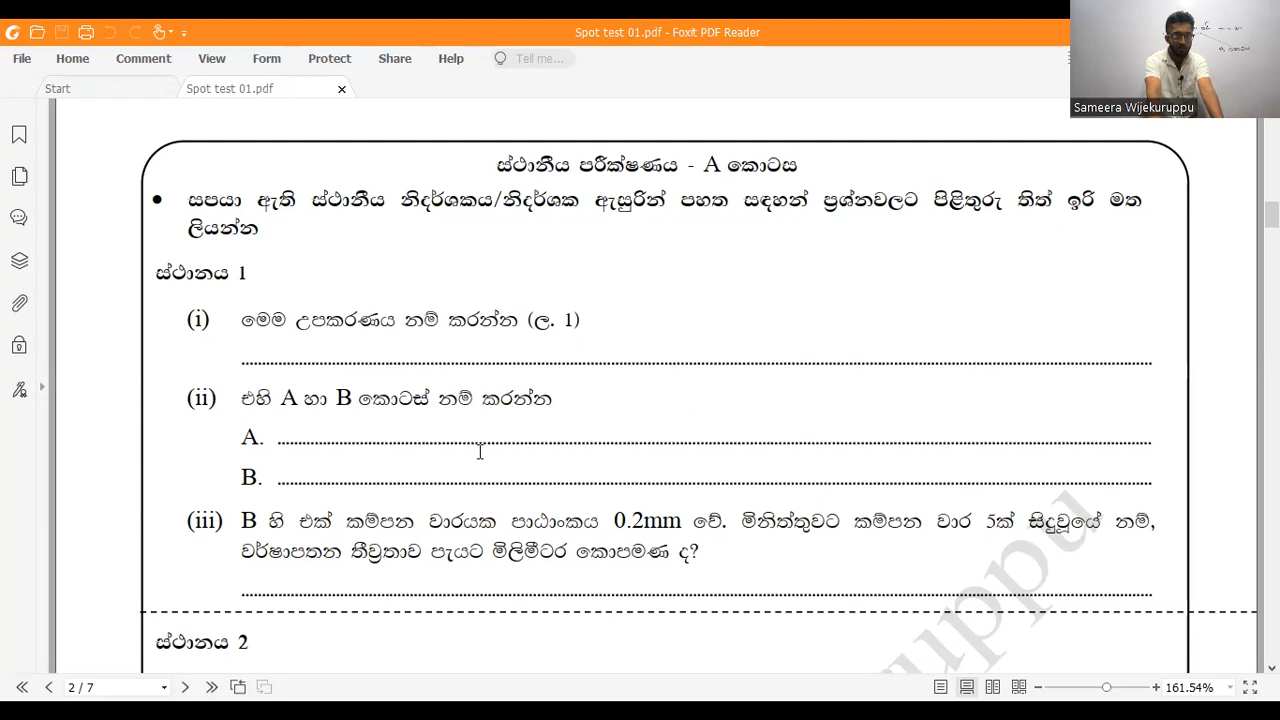 Spot test 01.pdf - Foxit PDF Reader
File Home Comment View Form Protect Share Help Tell me...
Start Spot test 01.pdf
Sameera Wijekuruppu
ස්ථානීය පරීක්ෂණය - A කොටස
• සපයා ඇති ස්ථානීය නිදර්ශකය/නිදර්ශක ඇසුරින් පහත සඳහන් ප්‍රශ්නවලට පිළිතුරු තිත් ඉරි මත
ලියන්න
ස්ථානය 1
(i) මෙම උපකරණය නම් කරන්න (ල. 1)
(ii) එහි A හා B කොටස් නම් කරන්න
A.
B.
(iii) B හි එක් කම්පන වාරයක පාඨාංකය 0.2mm වේ. මිනිත්තුවට කම්පන වාර 5ක් සිදුවූයේ නම්,
වර්ෂාපතන තීව්‍රතාව පැයට මිලිමීටර කොපමණ ද?
ස්ථානය 2
uppu
2 / 7
161.54%